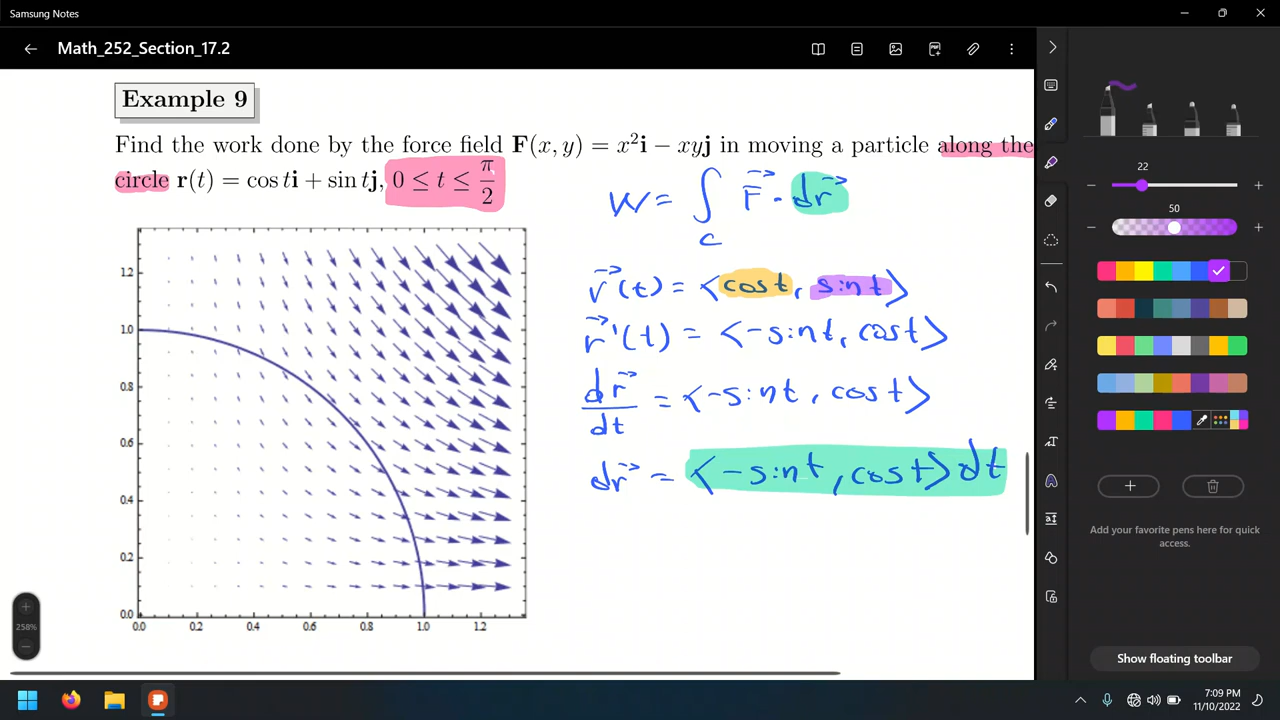 Samsung Notes
Math_252_Section_17.2
Example 9
Find the work done by the force field F(x, y) = x²i − xyj in moving a particle along the
circle r(t) = cos ti + sin tj, 0 ≤ t ≤ π/2
W = ∫_C F⃗ · dr⃗
r⃗(t) = <cos t, sin t>
r⃗'(t) = <-sin t, cos t>
dr⃗/dt = <-sin t, cos t>
dr⃗ = <-sin t, cos t> dt
1.2
1.0
0.8
0.6
0.4
0.2
0.0
0.0 0.2 0.4 0.6 0.8 1.0 1.2
258%
22
50
PDF
Add your favorite pens here for quick
access.
Show floating toolbar
7:09 PM
11/10/2022